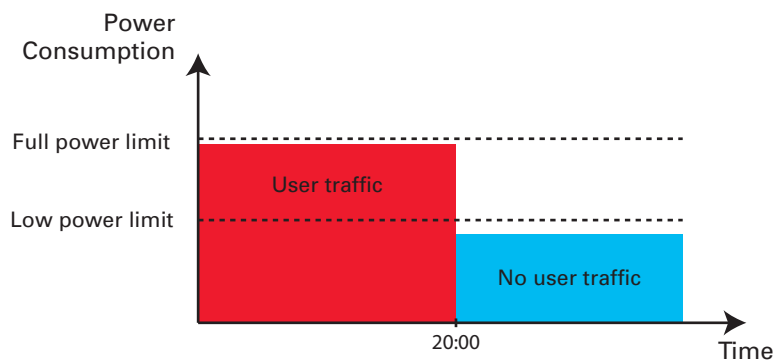 Power
Consumption
Full power limit
User traffic
Low power limit
No user traffic
20:00
Time